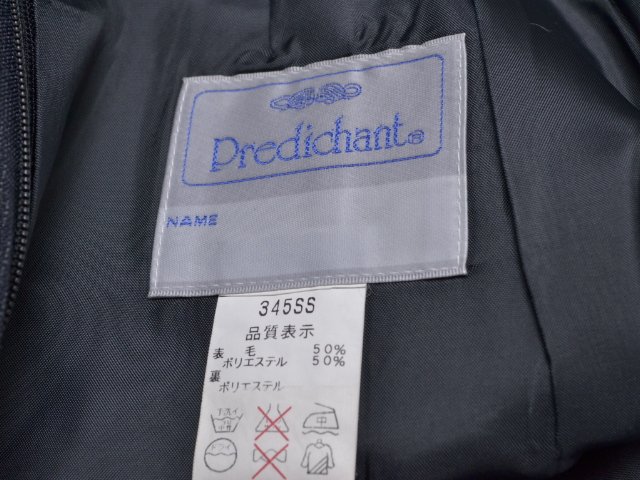 Predichant®
NAME
345SS
品質表示
表 毛 50%
ポリエステル 50%
裏
ポリエステル